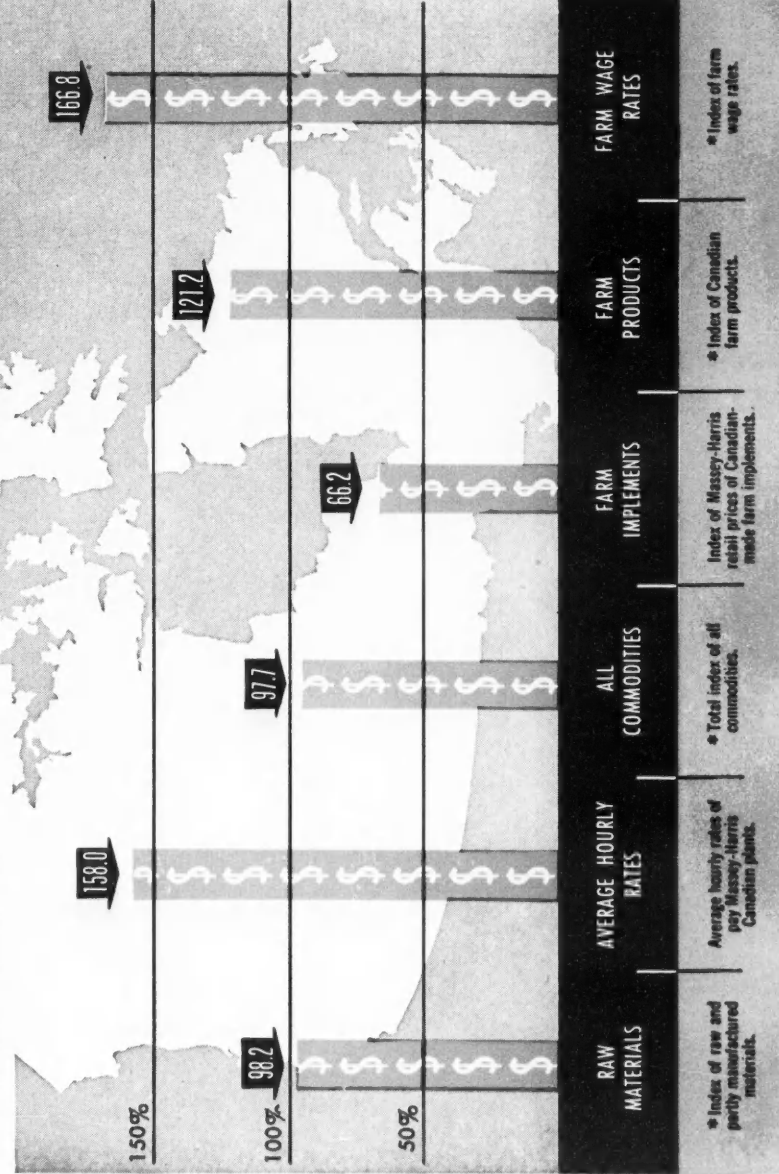 150%
100%
50%
98.2
158.0
97.7
66.2
121.2
166.8
RAW
MATERIALS
AVERAGE HOURLY
RATES
ALL
COMMODITIES
FARM
IMPLEMENTS
FARM
PRODUCTS
FARM WAGE
RATES
* Index of raw and
partly manufactured
materials.
Average hourly rates of
pay Massey-Harris
Canadian plants.
* Total index of all
commodities.
Index of Massey-Harris
retail prices of Canadian-
made farm implements.
* Index of Canadian
farm products.
* Index of farm
wage rates.